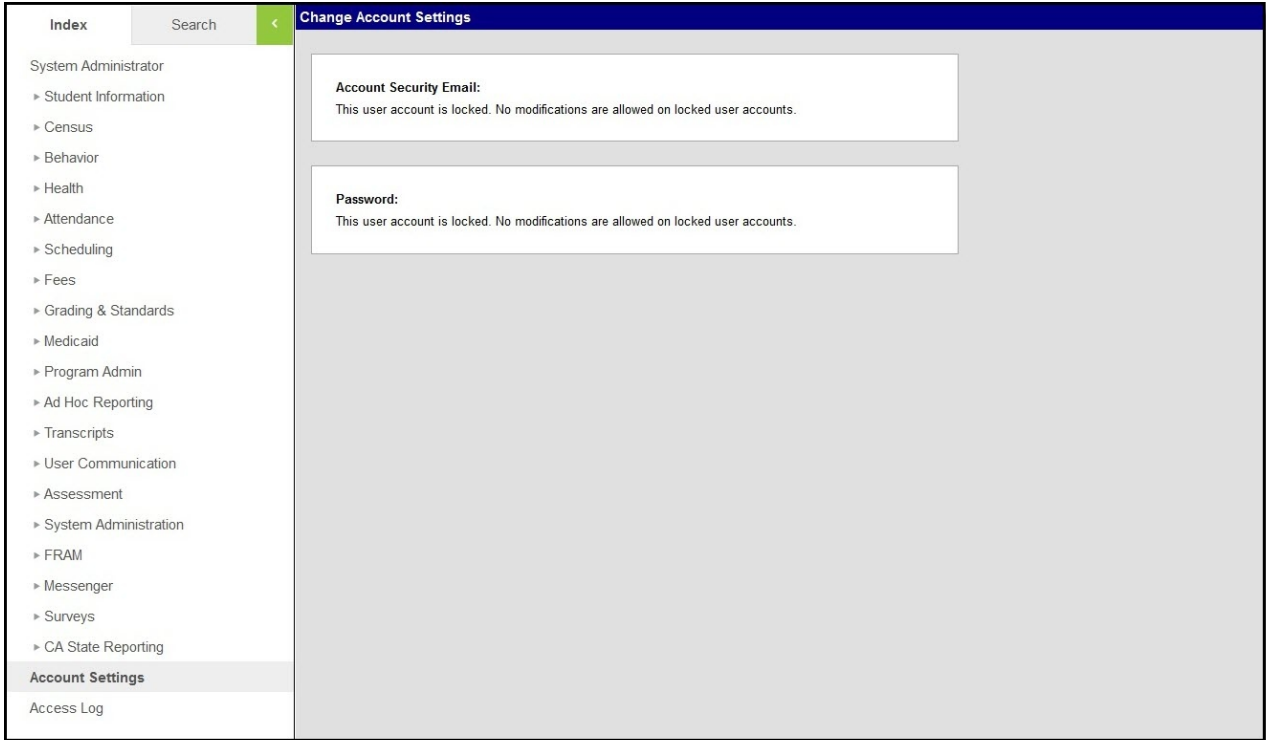 Index
Search
Change Account Settings
System Administrator
Student Information
Census
Behavior
Health
Attendance
Scheduling
Fees
Grading & Standards
Medicaid
Program Admin
Ad Hoc Reporting
Transcripts
User Communication
Assessment
System Administration
FRAM
Messenger
Surveys
CA State Reporting
Account Settings
Access Log
Account Security Email:
This user account is locked. No modifications are allowed on locked user accounts.
Password:
This user account is locked. No modifications are allowed on locked user accounts.